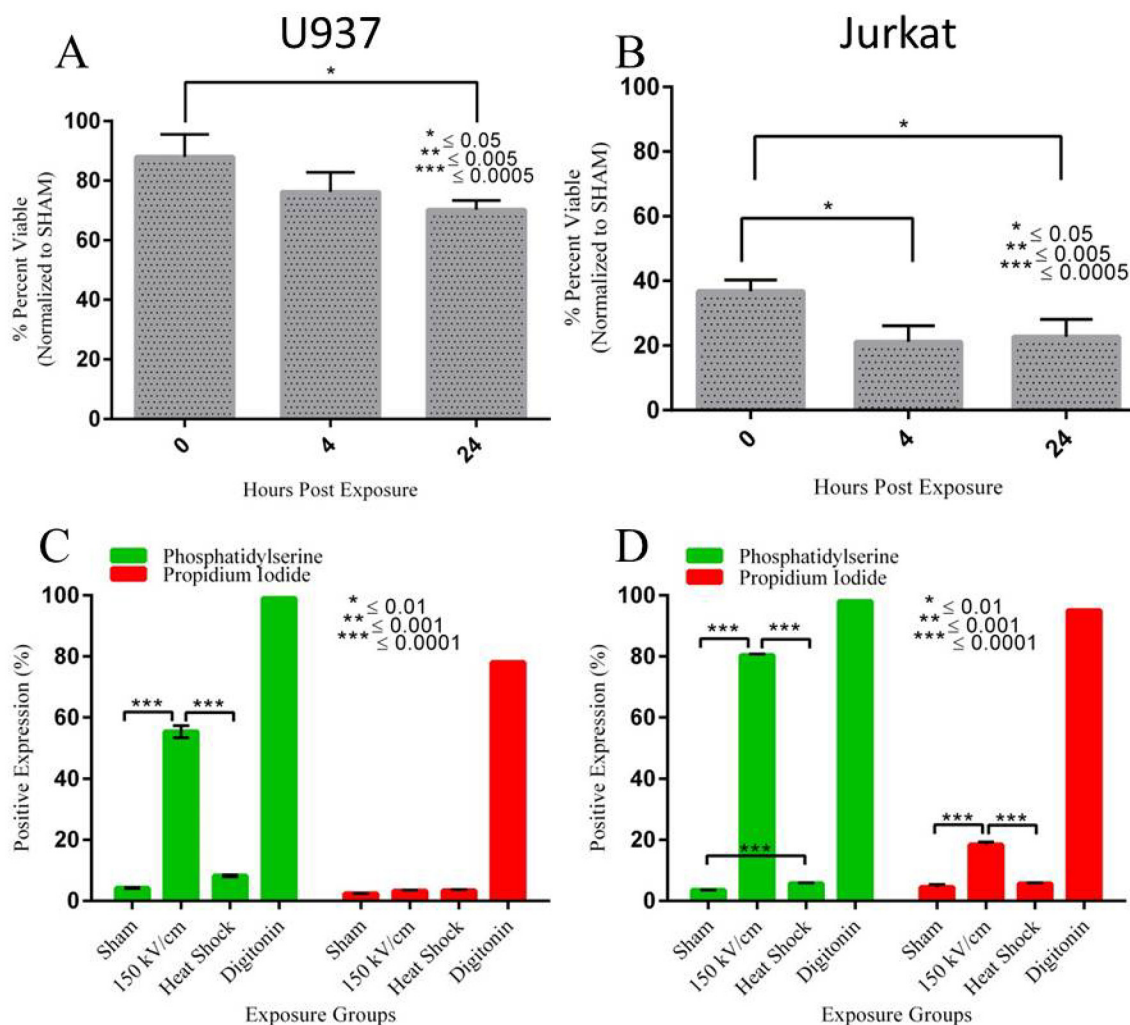 A
U937
*
100
80
60
40
20
0
% Percent Viable
(Normalized to SHAM)
* ≤ 0.05
** ≤ 0.005
*** ≤ 0.0005
0
4
24
Hours Post Exposure
B
Jurkat
100
80
60
40
20
0
% Percent Viable
(Normalized to SHAM)
*
*
* ≤ 0.05
** ≤ 0.005
*** ≤ 0.0005
0
4
24
Hours Post Exposure
C
Phosphatidylserine
Propidium Iodide
100
80
60
40
20
0
Positive Expression (%)
* ≤ 0.01
** ≤ 0.001
*** ≤ 0.0001
*** ***
Sham
150 kV/cm
Heat Shock
Digitonin
Sham
150 kV/cm
Heat Shock
Digitonin
Exposure Groups
D
Phosphatidylserine
Propidium Iodide
100
80
60
40
20
0
Positive Expression (%)
* ≤ 0.01
** ≤ 0.001
*** ≤ 0.0001
*** ***
*** ***
***
Sham
150 kV/cm
Heat Shock
Digitonin
Sham
150 kV/cm
Heat Shock
Digitonin
Exposure Groups